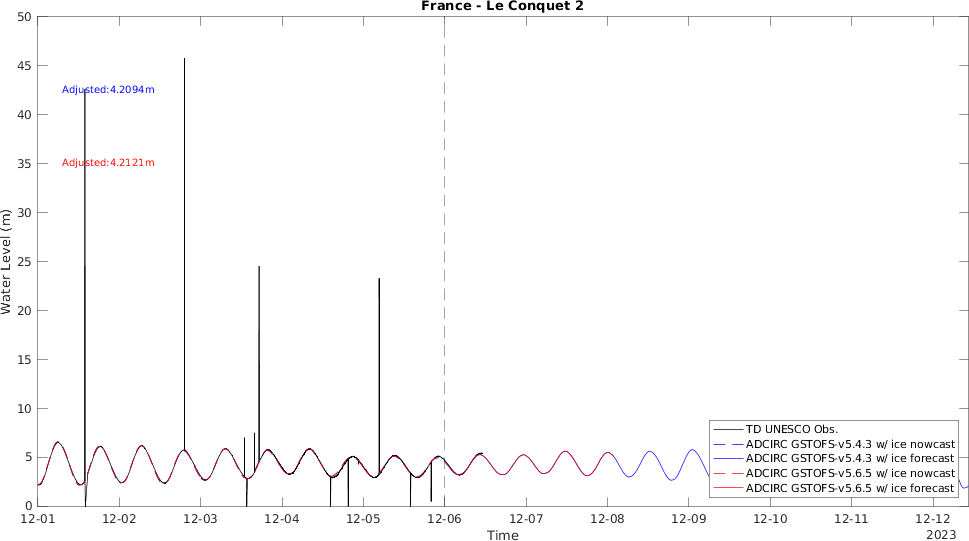 France - Le Conquet 2
50
45
40
35
30
25
20
15
10
5
0
Water Level (m)
Adjusted:4.2094m
Adjusted:4.2121m
TD UNESCO Obs.
ADCIRC GSTOFS-v5.4.3 w/ ice nowcast
ADCIRC GSTOFS-v5.4.3 w/ ice forecast
ADCIRC GSTOFS-v5.6.5 w/ ice nowcast
ADCIRC GSTOFS-v5.6.5 w/ ice forecast
12-01 12-02 12-03 12-04 12-05 12-06 12-07 12-08 12-09 12-10 12-11 12-12
Time
2023